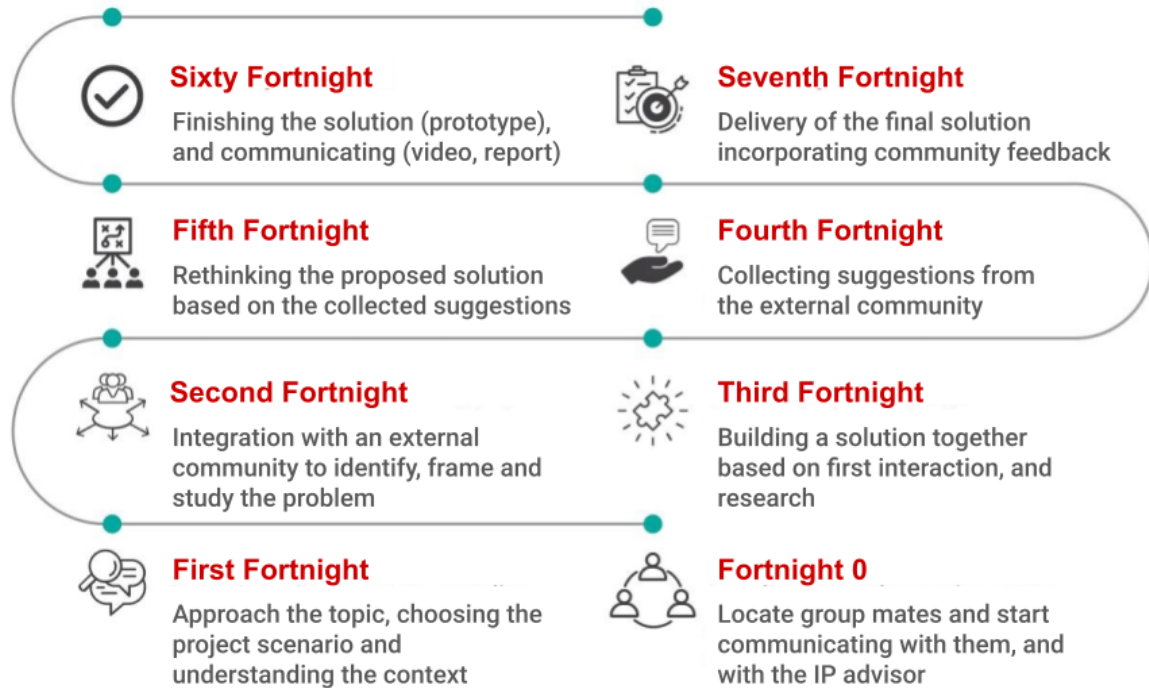 Sixty Fortnight
Finishing the solution (prototype),
and communicating (video, report)
Seventh Fortnight
Delivery of the final solution
incorporating community feedback
Fifth Fortnight
Rethinking the proposed solution
based on the collected suggestions
Fourth Fortnight
Collecting suggestions from
the external community
Second Fortnight
Integration with an external
community to identify, frame and
study the problem
Third Fortnight
Building a solution together
based on first interaction, and
research
First Fortnight
Approach the topic, choosing the
project scenario and
understanding the context
Fortnight 0
Locate group mates and start
communicating with them, and
with the IP advisor